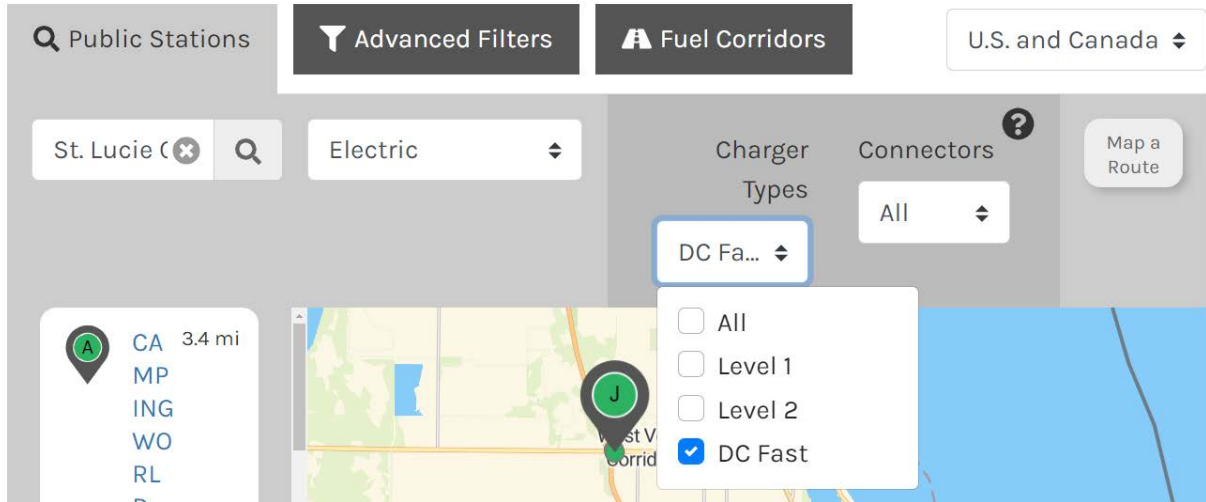 Public Stations
Advanced Filters
Fuel Corridors
U.S. and Canada
St. Lucie
Electric
Charger
Types
Connectors
?
Map a
Route
All
DC Fa...
All
Level 1
Level 2
DC Fast
A
CA
MP
ING
WO
RL
3.4 mi
J